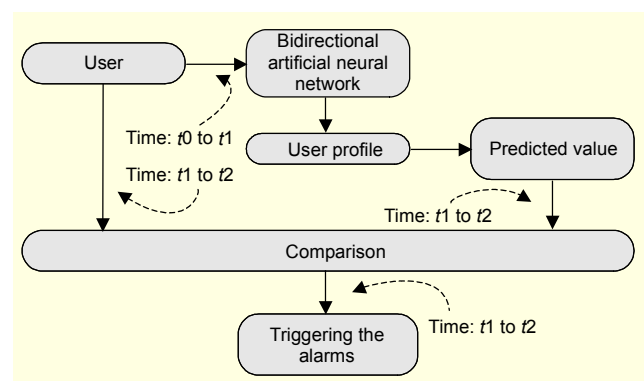 User
Bidirectional
artificial neural
network
Time: t0 to t1
User profile
Predicted value
Time: t1 to t2
Time: t1 to t2
Comparison
Triggering the
alarms
Time: t1 to t2